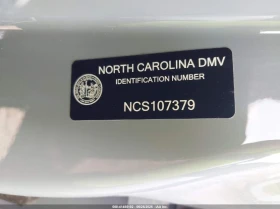 NORTH CAROLINA DMV
IDENTIFICATION NUMBER
NCS107379